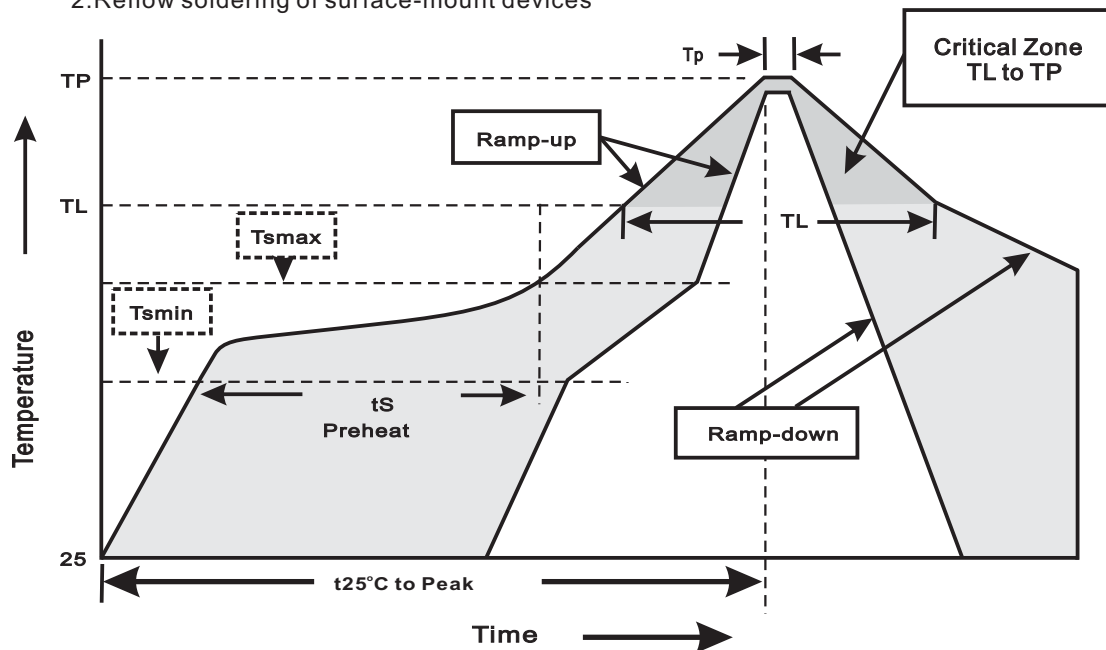 2.Reflow soldering of surface-mount devices
Tp
Critical Zone
TL to TP
TP
Ramp-up
TL
TL
Tsmax
Tsmin
Temperature
tS
Preheat
Ramp-down
25
t25°C to Peak
Time